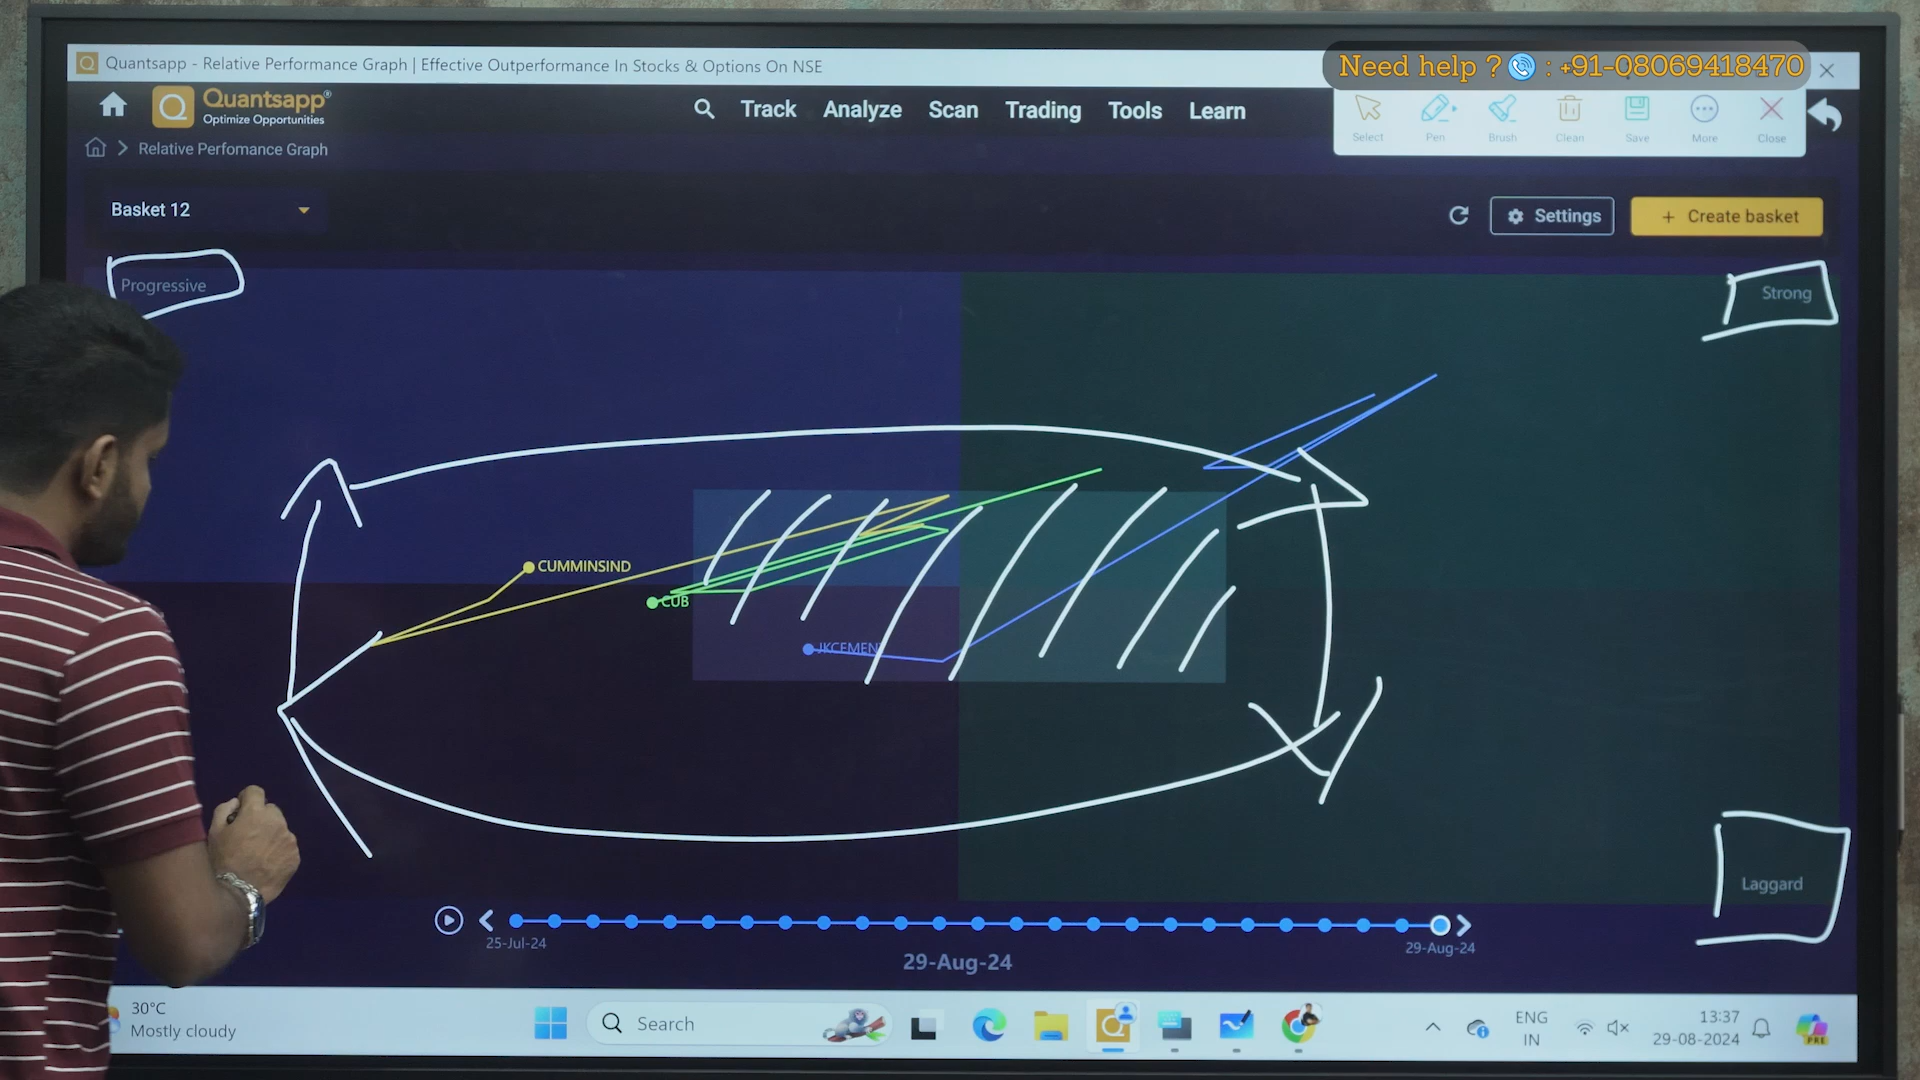 Quantsapp - Relative Performance Graph | Effective Outperformance In Stocks & Options On NSE
Need help ? : +91-08069418470
Quantsapp®
Optimize Opportunities
Track Analyze Scan Trading Tools Learn
Select Pen Brush Clean Save More Close
Relative Perfomance Graph
Basket 12
Settings
+ Create basket
Progressive
Strong
CUMMINSIND
CUB
JKCEMEN
Laggard
25-Jul-24
29-Aug-24
29-Aug-24
30°C
Mostly cloudy
Search
ENG
IN
13:37
29-08-2024
PRE